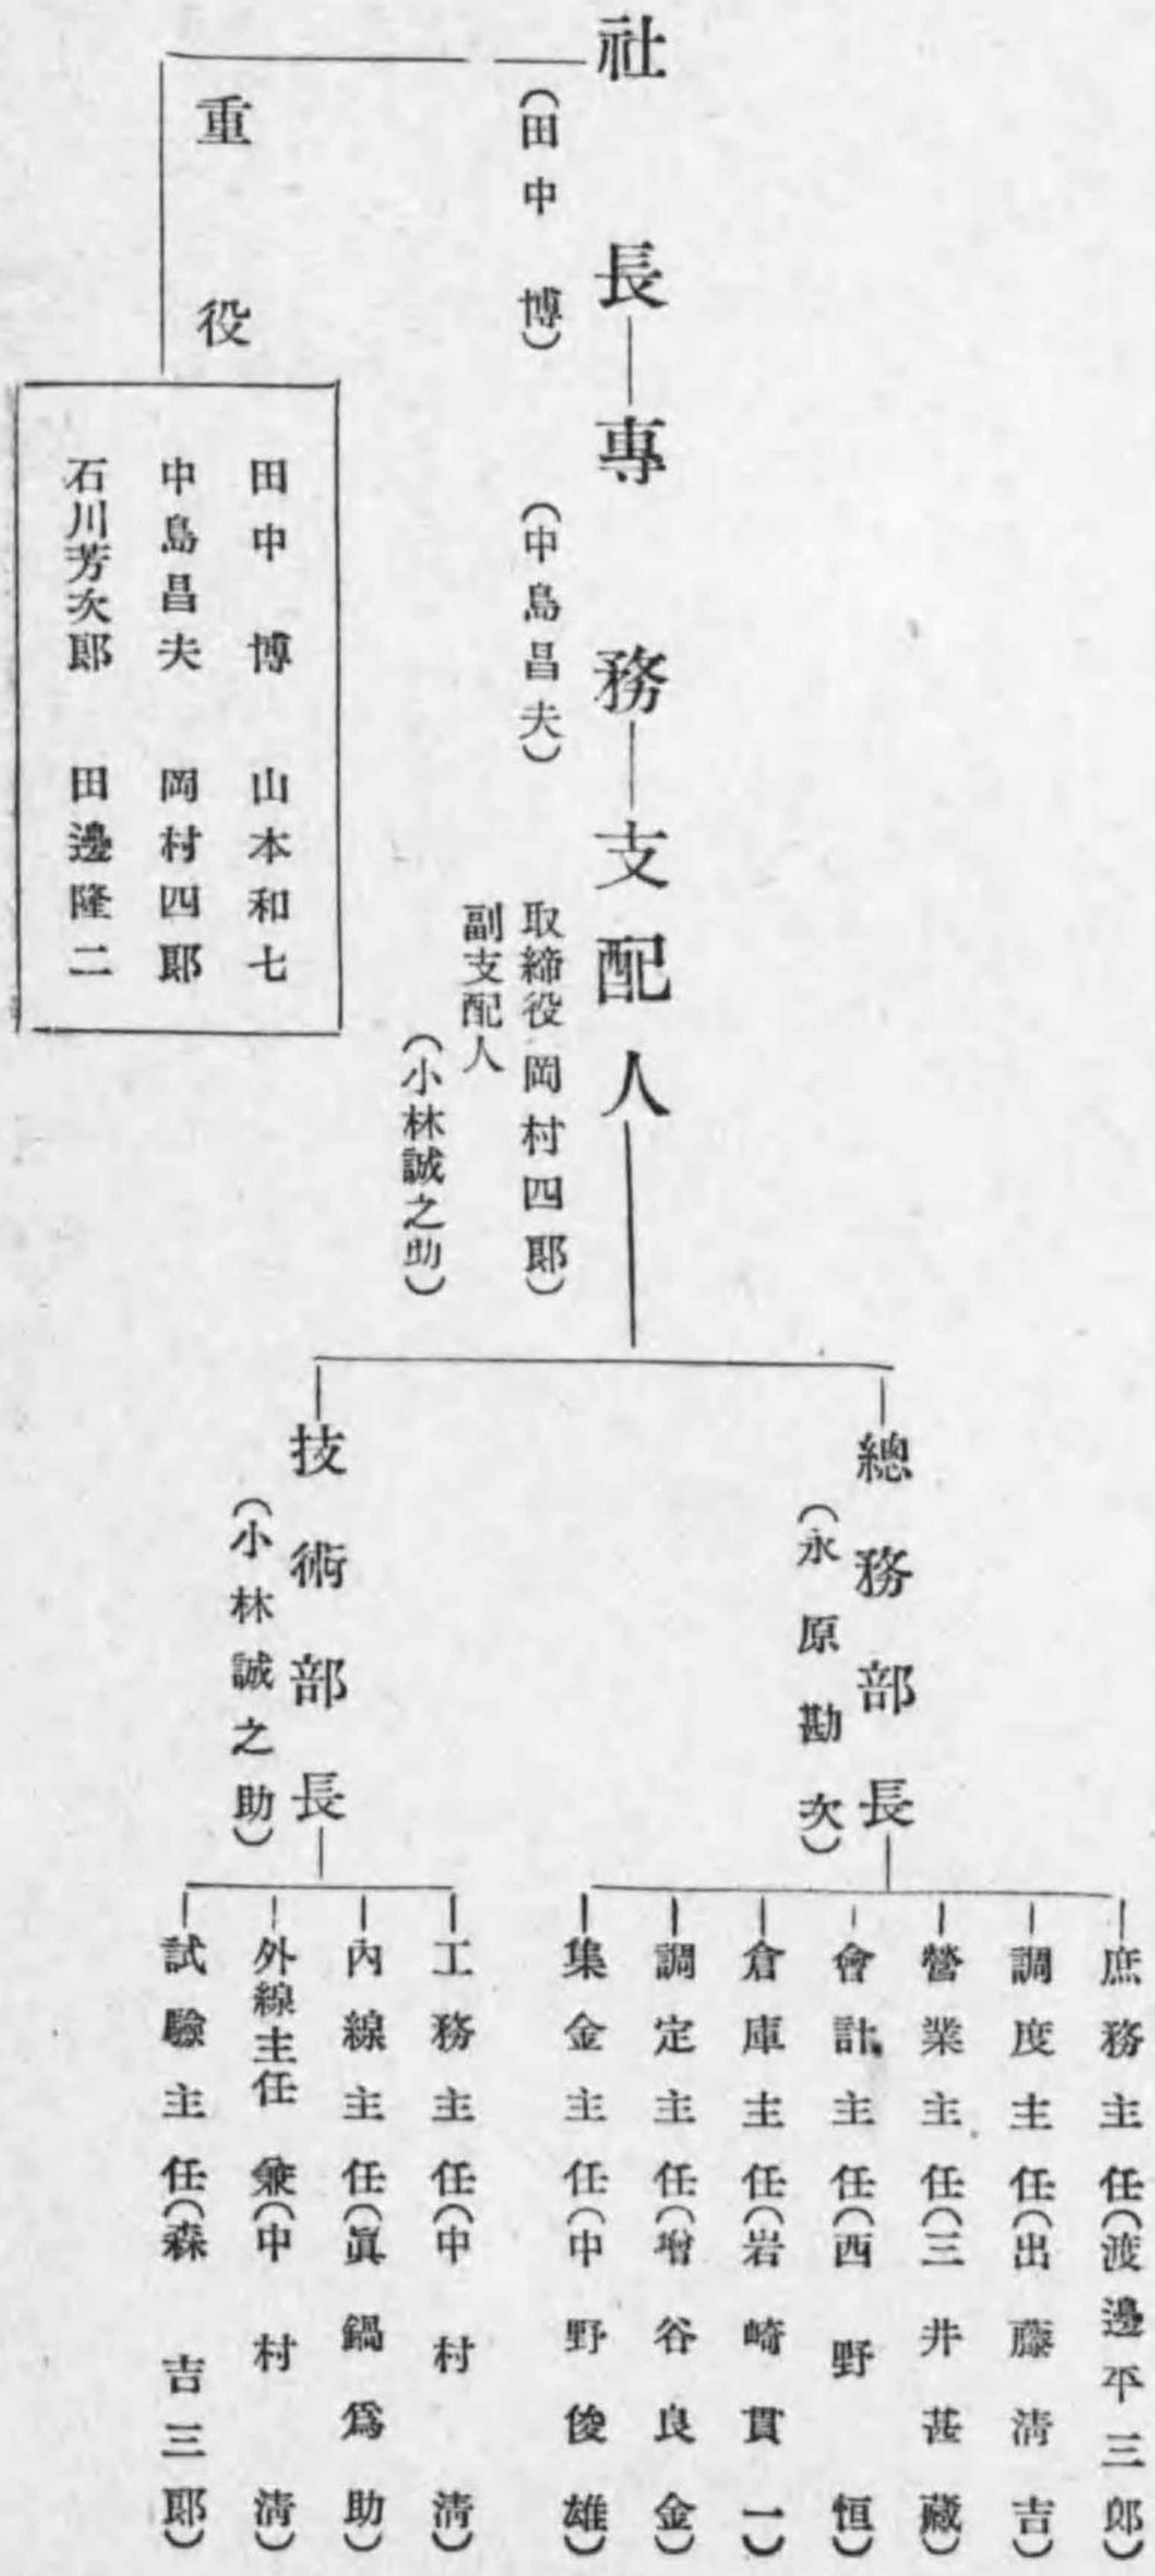 社長―專務―支配人
（田中博）
（中島昌夫）
取締役岡村四郎）
副支配人
（小林誠之助）
重役
田中博　山本和七
中島昌夫　岡村四郎
石川芳次郎　田邊隆二
總務部長
（永原勘次）
庶務主任（渡邊平三郎）
調度主任（出藤淸吉）
營業主任（三井甚藏）
會計主任（西野恒）
倉庫主任（岩崎貫一）
調定主任（增谷良金）
集金主任（中野俊雄）
技術部長
（小林誠之助）
工務主任（中村淸）
內線主任（眞鍋爲助）
外線主任兼（中村淸）
試驗主任（森吉三郎）